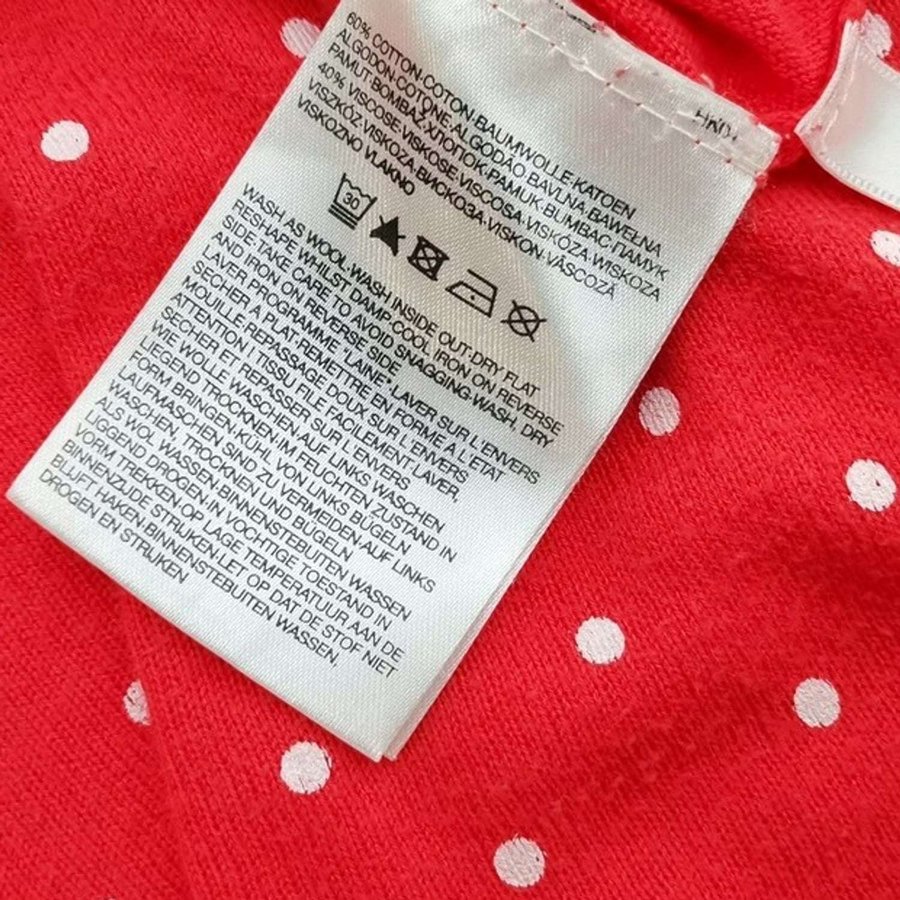 60% COTTON·COTON·BAUMWOLLE·KATOEN
ALGODON·COTONE·ALGODÃO BAVLNA·BAWEŁNA
PAMUT·BOMBAŽ·ХЛОПОК·PAMUK·BUMBAC·ПАМУК
40% VISCOSE·VISKOSE·VISCOSA·VISKÓZA·WISKOZA
VISZKÓZ·VISKOZA·ВИСКОЗА·VISKON·VÂSCOZĂ
VISKOZNO VLAKNO
30
WASH AS WOOL·WASH INSIDE OUT·DRY FLAT
RESHAPE WHILST DAMP·COOL IRON ON REVERSE
SIDE·TAKE CARE TO AVOID SNAGGING·WASH, DRY
AND IRON ON REVERSE SIDE
LAVER PROGRAMME "LAINE"·LAVER SUR L'ENVERS
SECHER A PLAT·REMETTRE EN FORME A L'ETAT
MOUILLE·REPASSAGE DOUX SUR L'ENVERS
ATTENTION ! TISSU FILE FACILEMENT·LAVER,
SECHER ET REPASSER SUR L'ENVERS
WIE WOLLE WASCHEN·AUF LINKS WASCHEN
LIEGEND TROCKNEN·IM FEUCHTEN ZUSTAND IN
FORM BRINGEN·KÜHL VON LINKS BÜGELN
LAUFMASCHEN SIND ZU VERMEIDEN·AUF LINKS
WASCHEN, TROCKNEN UND BÜGELN
ALS WOL WASSEN·BINNENSTEBUITEN WASSEN
LIGGEND DROGEN·IN VOCHTIGE TOESTAND IN
VORM TREKKEN·OP LAGE TEMPERATUUR AAN DE
BINNENZIJDE STRIJKEN·LET OP DAT DE STOF NIET
BLIJFT HAKEN·BINNENSTEBUITEN WASSEN,
DROGEN EN STRIJKEN